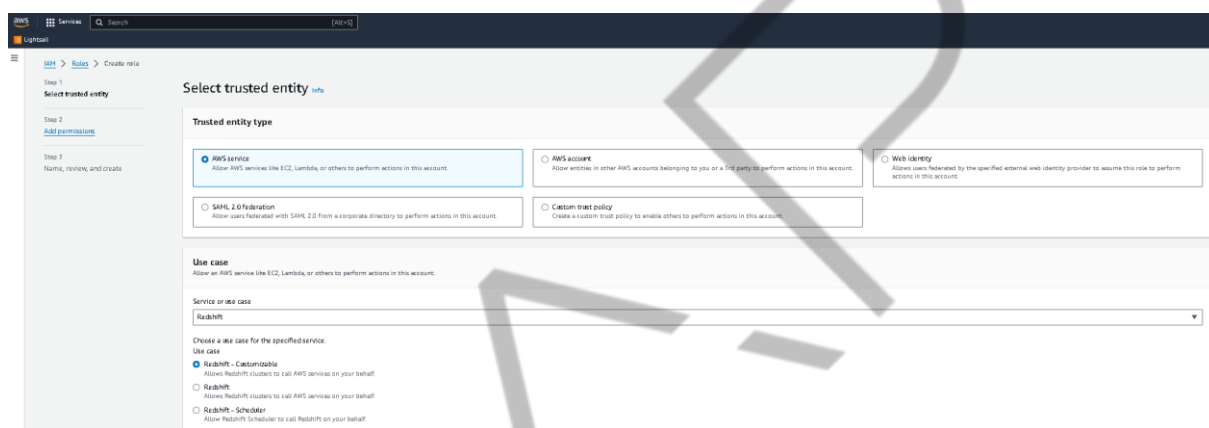 aws
Services
Search
[Alt+S]
Lightsail
IAM > Roles > Create role
Step 1
Select trusted entity
Step 2
Add permissions
Step 3
Name, review, and create
Select trusted entity Info
Trusted entity type
AWS service
Allow AWS services like EC2, Lambda, or others to perform actions in this account.
AWS account
Allow entities in other AWS accounts belonging to you or a 3rd party to perform actions in this account.
Web identity
Allows users federated by the specified external web identity provider to assume this role to perform
actions in this account.
SAML 2.0 federation
Allow users federated with SAML 2.0 from a corporate directory to perform actions in this account.
Custom trust policy
Create a custom trust policy to enable others to perform actions in this account.
Use case
Allow an AWS service like EC2, Lambda, or others to perform actions in this account.
Service or use case
Redshift
Choose a use case for the specified service.
Use case
Redshift - Customizable
Allows Redshift clusters to call AWS services on your behalf.
Redshift
Allows Redshift clusters to call AWS services on your behalf.
Redshift - Scheduler
Allow Redshift Scheduler to call Redshift on your behalf.